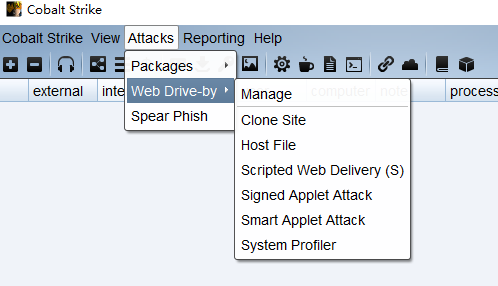 Cobalt Strike
Cobalt Strike View Attacks Reporting Help
Packages
external inte computer note process
Web Drive-by
Manage
Spear Phish
Clone Site
Host File
Scripted Web Delivery (S)
Signed Applet Attack
Smart Applet Attack
System Profiler